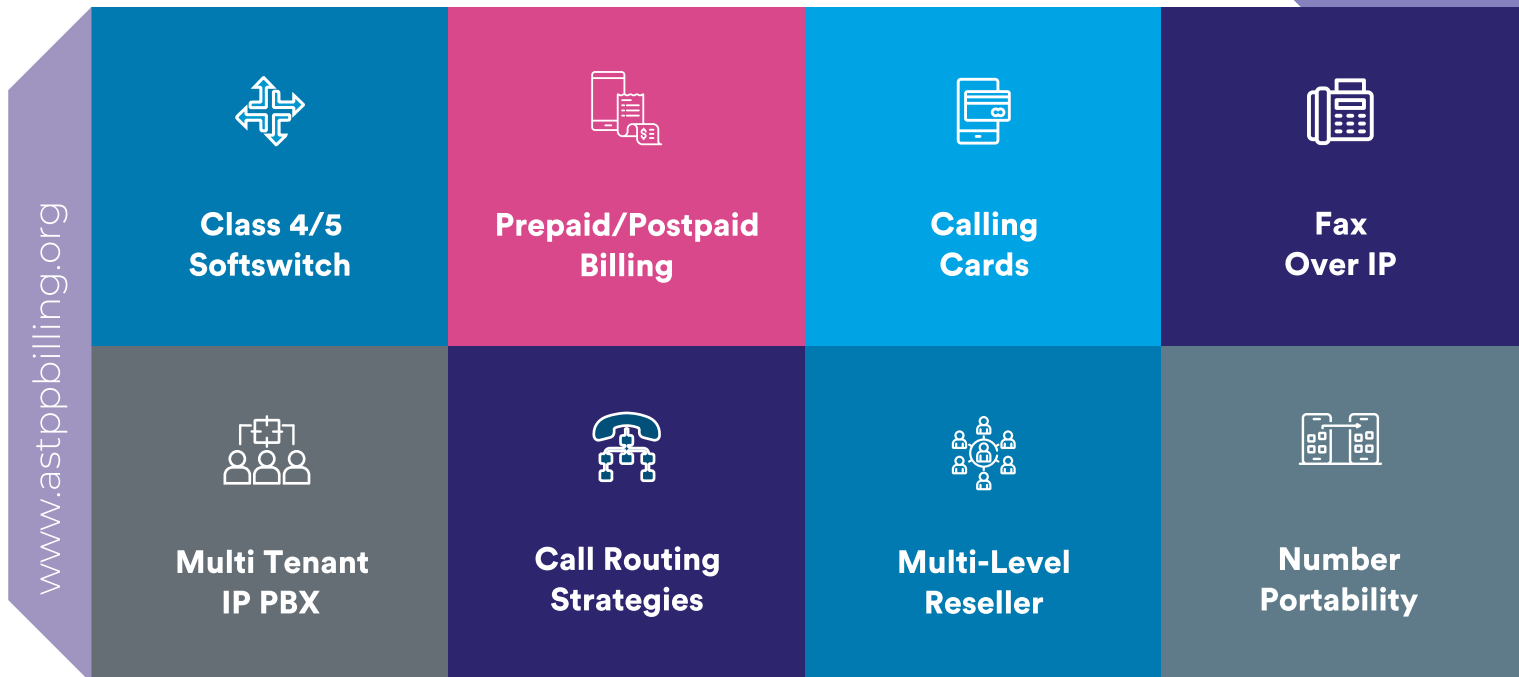 www.astppbilling.org
Class 4/5
Softswitch
Prepaid/Postpaid
Billing
Calling
Cards
Fax
Over IP
Multi Tenant
IP PBX
Call Routing
Strategies
Multi-Level
Reseller
Number
Portability